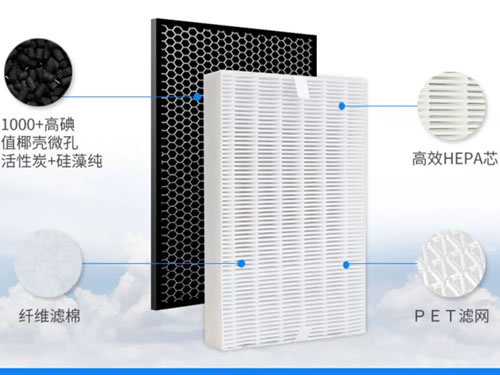 1000+高碘
值椰壳微孔
活性炭+硅藻纯
高效HEPA芯
纤维滤棉
PET滤网